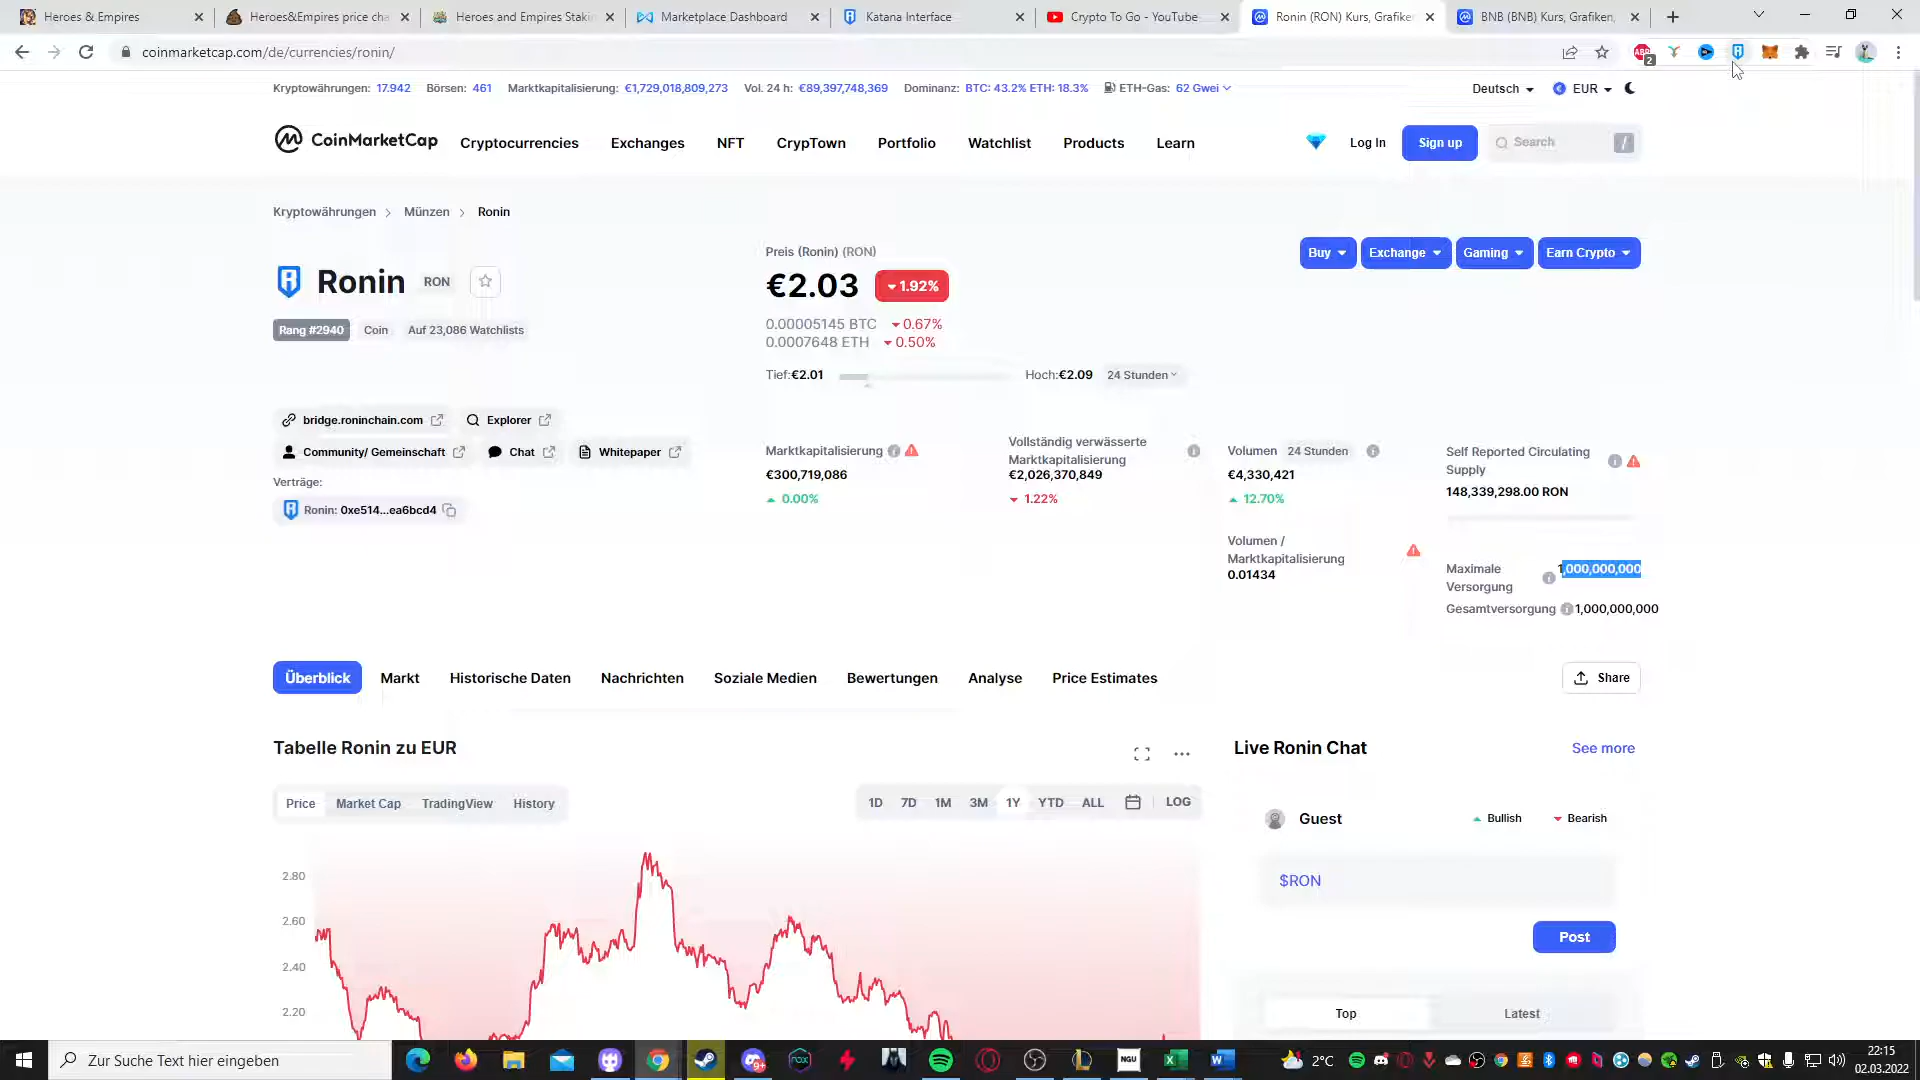 Heroes & Empires
Heroes&Empires price cha
Heroes and Empires Stakin
Marketplace Dashboard
Katana Interface
Crypto To Go - YouTube
Ronin (RON) Kurs, Grafiken
BNB (BNB) Kurs, Grafiken,
coinmarketcap.com/de/currencies/ronin/
ABP
2
Kryptowährungen: 17.942 Börsen: 461 Marktkapitalisierung: €1,729,018,809,273 Vol. 24 h: €89,397,748,369 Dominanz: BTC: 43.2% ETH: 18.3% ETH-Gas: 62 Gwei
Deutsch
EUR
CoinMarketCap
Cryptocurrencies Exchanges NFT CrypTown Portfolio Watchlist Products Learn
Log In
Sign up
Search
/
Kryptowährungen > Münzen > Ronin
Ronin RON
Rang #2940 Coin Auf 23,086 Watchlists
Preis (Ronin) (RON)
€2.03 1.92%
0.00005145 BTC 0.67%
0.0007648 ETH 0.50%
Tief:€2.01 Hoch:€2.09 24 Stunden
Buy Exchange Gaming Earn Crypto
bridge.roninchain.com Explorer
Community/ Gemeinschaft Chat Whitepaper
Verträge:
Ronin: 0xe514...ea6bcd4
Marktkapitalisierung
€300,719,086
0.00%
Vollständig verwässerte
Marktkapitalisierung
€2,026,370,849
1.22%
Volumen 24 Stunden
€4,330,421
12.70%
Volumen /
Marktkapitalisierung
0.01434
Self Reported Circulating
Supply
148,339,298.00 RON
Maximale
Versorgung
1,000,000,000
Gesamtversorgung 1,000,000,000
Überblick Markt Historische Daten Nachrichten Soziale Medien Bewertungen Analyse Price Estimates
Share
Tabelle Ronin zu EUR
Price Market Cap TradingView History
1D 7D 1M 3M 1Y YTD ALL LOG
2.80
2.60
2.40
2.20
Live Ronin Chat
See more
Guest
Bullish Bearish
$RON
Post
Top Latest
Zur Suche Text hier eingeben
9+
NOX
NGU
2°C
22:15
02.03.2022